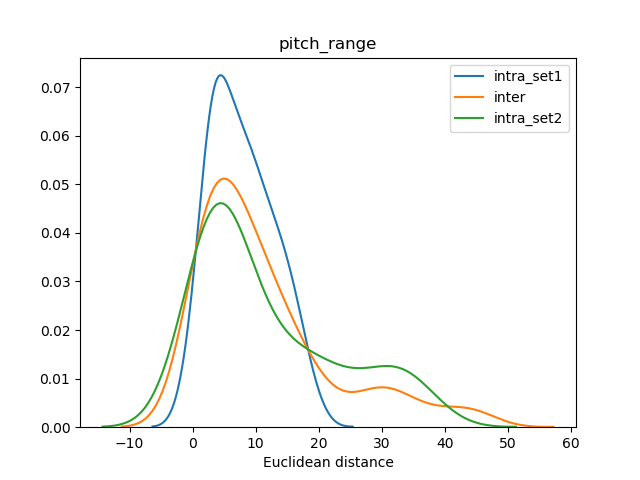 pitch_range
intra_set1
inter
intra_set2
0.07
0.06
0.05
0.04
0.03
0.02
0.01
0.00
−10 0 10 20 30 40 50 60
Euclidean distance